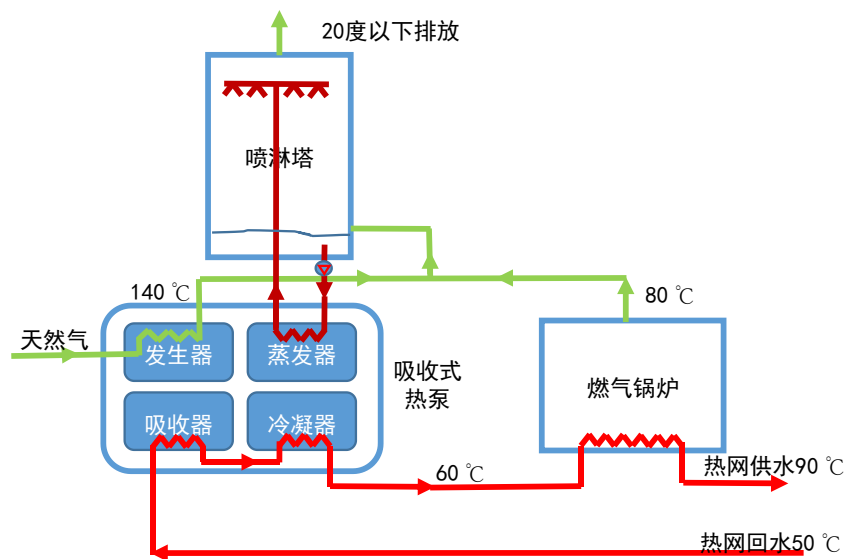 20度以下排放
喷淋塔
140 ℃
80 ℃
天然气
发生器
蒸发器
吸收式
热泵
燃气锅炉
吸收器
冷凝器
60 ℃
热网供水90 ℃
热网回水50 ℃